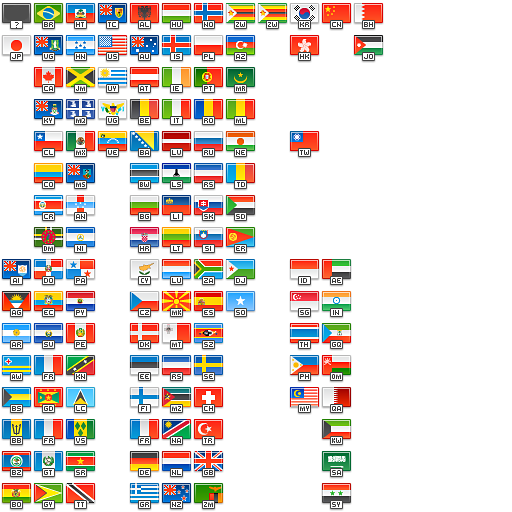 ? BR HT TC AL HU NO ZW ZW KR CN BH
JP VG HN US AU IS PL AZ HK JO
CA JM UY AT IE PT MR
KY MQ VG BE IT RO ML
CL MX VE BA LV RU NE TW
CO MS BW LS RS TD
CR AN BG LI SK SD
DM NI HR LT SI ER
AI DO PA CY LU ZA DJ ID AE
AG EC PY CZ MK ES SO SG IN
AR SU PE DK MT SZ TH GQ
AW FR KN EE RS SE PH OM
BS GD LC FI MZ CH MY QA
BB FR VS FR NA TR KW
BZ GT SR DE NL GB SA
BO GY TT GR NZ ZM SY